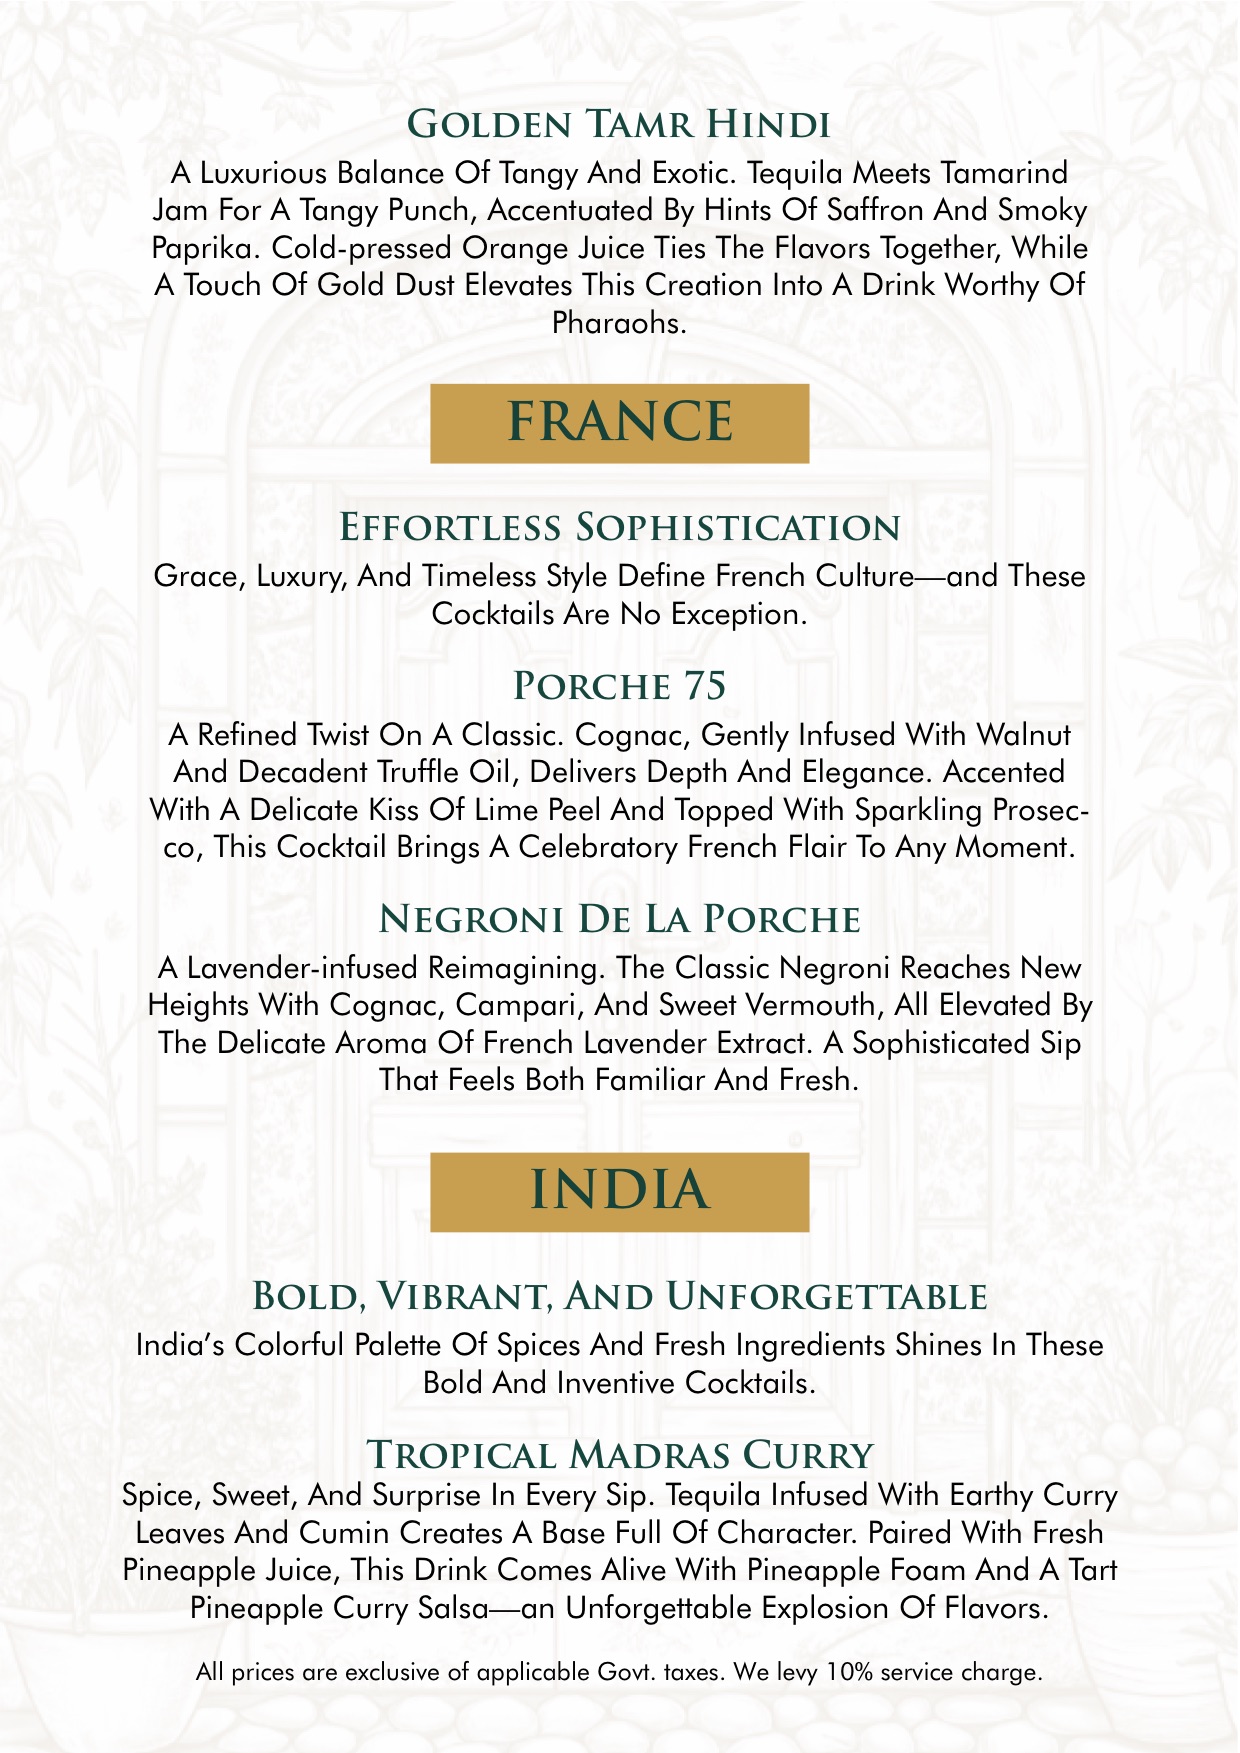 Golden Tamr Hindi
A Luxurious Balance Of Tangy And Exotic. Tequila Meets Tamarind
Jam For A Tangy Punch, Accentuated By Hints Of Saffron And Smoky
Paprika. Cold-pressed Orange Juice Ties The Flavors Together, While
A Touch Of Gold Dust Elevates This Creation Into A Drink Worthy Of
Pharaohs.
FRANCE
Effortless Sophistication
Grace, Luxury, And Timeless Style Define French Culture—and These
Cocktails Are No Exception.
Porche 75
A Refined Twist On A Classic. Cognac, Gently Infused With Walnut
And Decadent Truffle Oil, Delivers Depth And Elegance. Accented
With A Delicate Kiss Of Lime Peel And Topped With Sparkling Prosec-
co, This Cocktail Brings A Celebratory French Flair To Any Moment.
Negroni De La Porche
A Lavender-infused Reimagining. The Classic Negroni Reaches New
Heights With Cognac, Campari, And Sweet Vermouth, All Elevated By
The Delicate Aroma Of French Lavender Extract. A Sophisticated Sip
That Feels Both Familiar And Fresh.
INDIA
Bold, Vibrant, And Unforgettable
India’s Colorful Palette Of Spices And Fresh Ingredients Shines In These
Bold And Inventive Cocktails.
Tropical Madras Curry
Spice, Sweet, And Surprise In Every Sip. Tequila Infused With Earthy Curry
Leaves And Cumin Creates A Base Full Of Character. Paired With Fresh
Pineapple Juice, This Drink Comes Alive With Pineapple Foam And A Tart
Pineapple Curry Salsa—an Unforgettable Explosion Of Flavors.
All prices are exclusive of applicable Govt. taxes. We levy 10% service charge.